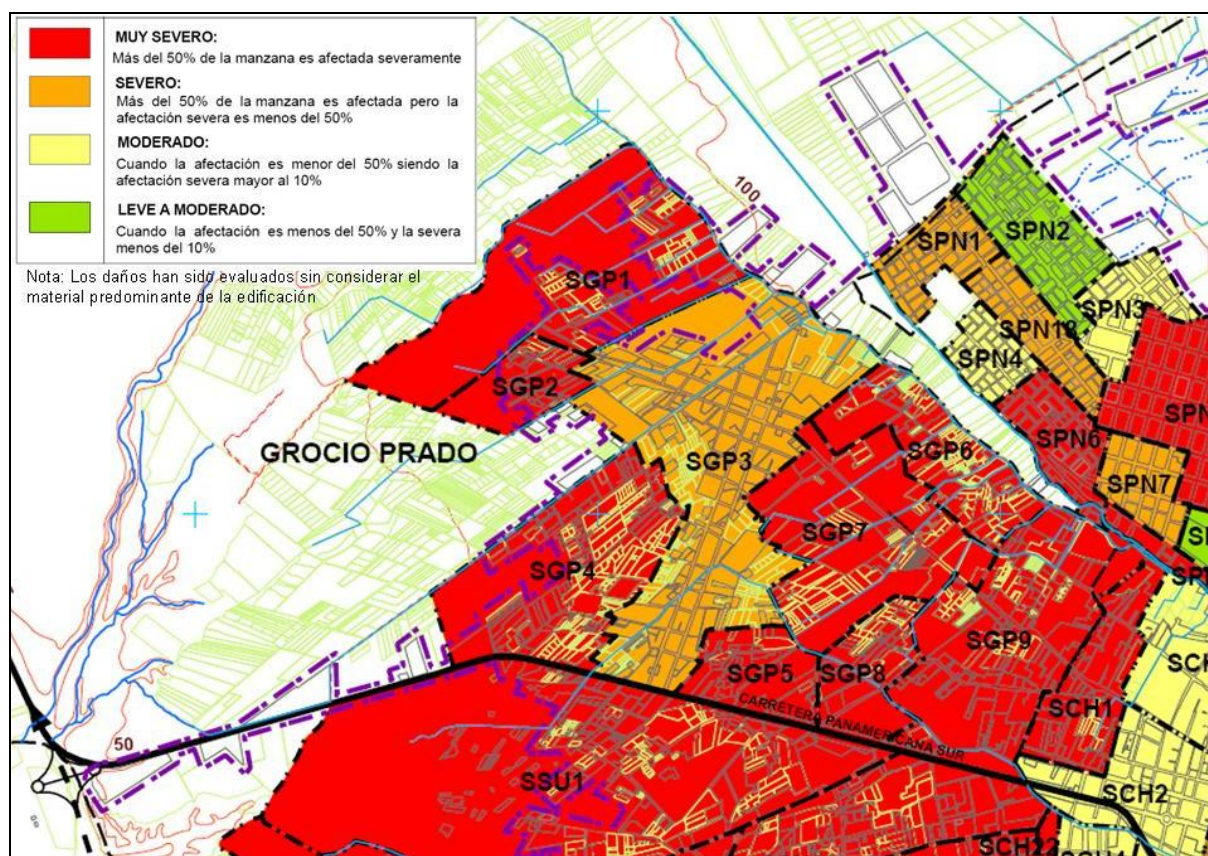 MUY SEVERO:
Más del 50% de la manzana es afectada severamente
SEVERO:
Más del 50% de la manzana es afectada pero la
afectación severa es menos del 50%
MODERADO:
Cuando la afectación es menor del 50% siendo la
afectación severa mayor al 10%
LEVE A MODERADO:
Cuando la afectación es menos del 50% y la severa
menos del 10%
Nota: Los daños han sido evaluados sin considerar el
material predominante de la edificación
100
SPN1
SPN2
SGP1
SPN3
SPN18
SPN4
SGP2
SPN
GROCIO PRADO
SGP3
SGP6
SPN6
SPN7
SGP7
SGP4
SGP9
SGP5
SGP8
SCH
SCH1
CARRETERA PANAMERICANA SUR
50
SSU1
SCH2